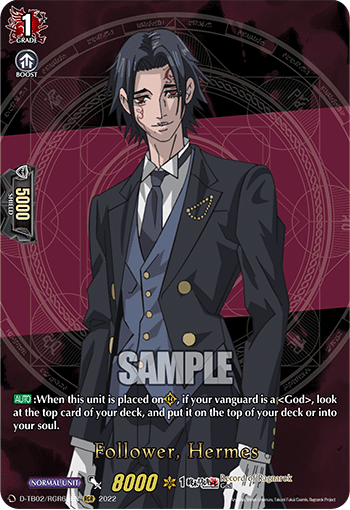 1
GRADE
BOOST
5000
SHIELD
SAMPLE
AUTO :When this unit is placed on R, if your vanguard is a <God>, look
at the top card of your deck, and put it on the top of your deck or into
your soul.
Follower, Hermes
NORMAL UNIT
8000
1
Record of Ragnarok
2022